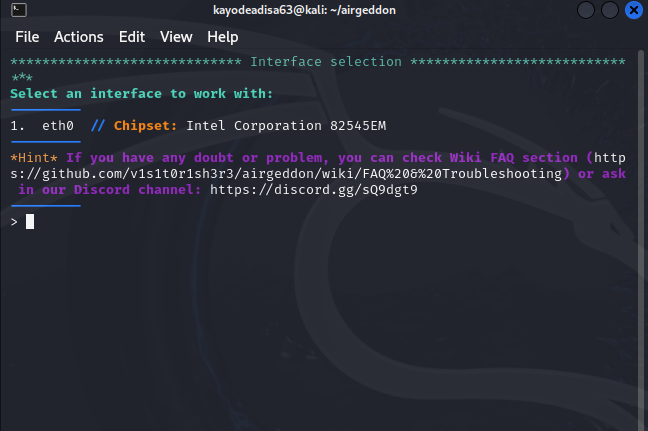 kayodeadisa63@kali: ~/airgeddon
File Actions Edit View Help
***************************** Interface selection ***************************
***
Select an interface to work with:
---------
1. eth0 // Chipset: Intel Corporation 82545EM
---------
*Hint* If you have any doubt or problem, you can check Wiki FAQ section (http
s://github.com/v1s1t0r1sh3r3/airgeddon/wiki/FAQ%20&%20Troubleshooting) or ask
in our Discord channel: https://discord.gg/sQ9dgt9
---------
>